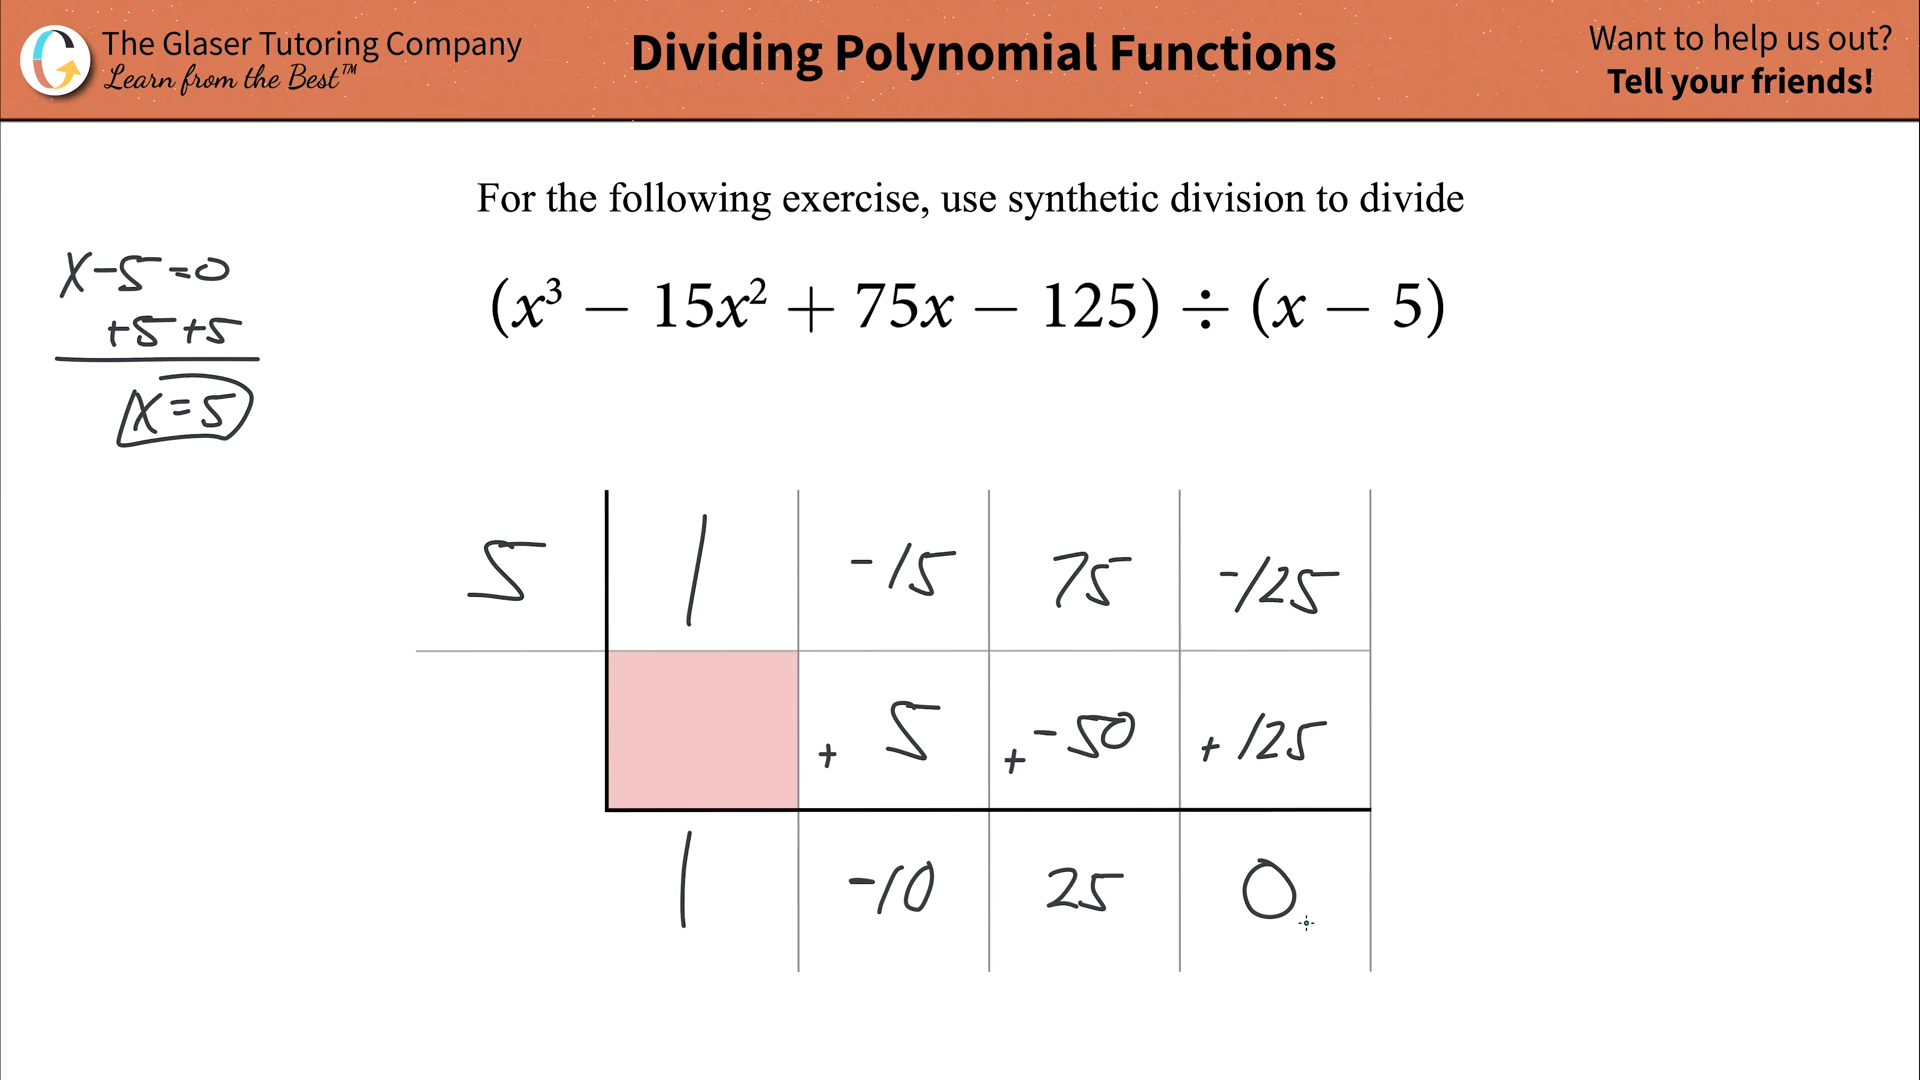 The Glaser Tutoring Company
Learn from the Best™
Dividing Polynomial Functions
Want to help us out?
Tell your friends!
For the following exercise, use synthetic division to divide
(x³ − 15x² + 75x − 125) ÷ (x − 5)
x-5=0
+5 +5
x=5
5 1 -15 75 -125
+ 5 + -50 + 125
1 -10 25 0